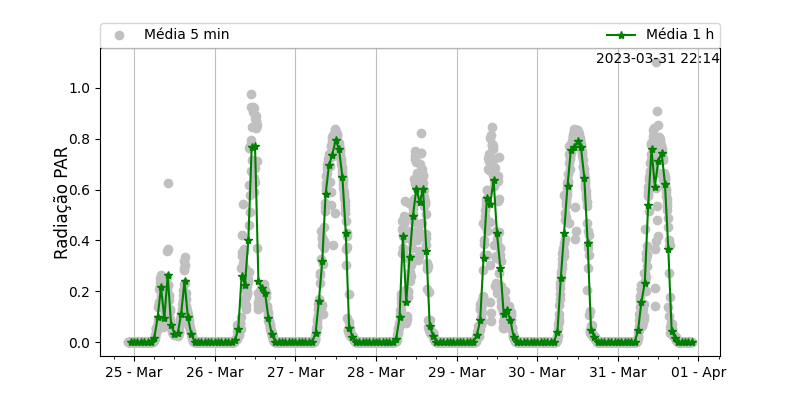 Média 5 min
Média 1 h
2023-03-31 22:14
Radiação PAR
1.0
0.8
0.6
0.4
0.2
0.0
25 - Mar
26 - Mar
27 - Mar
28 - Mar
29 - Mar
30 - Mar
31 - Mar
01 - Apr